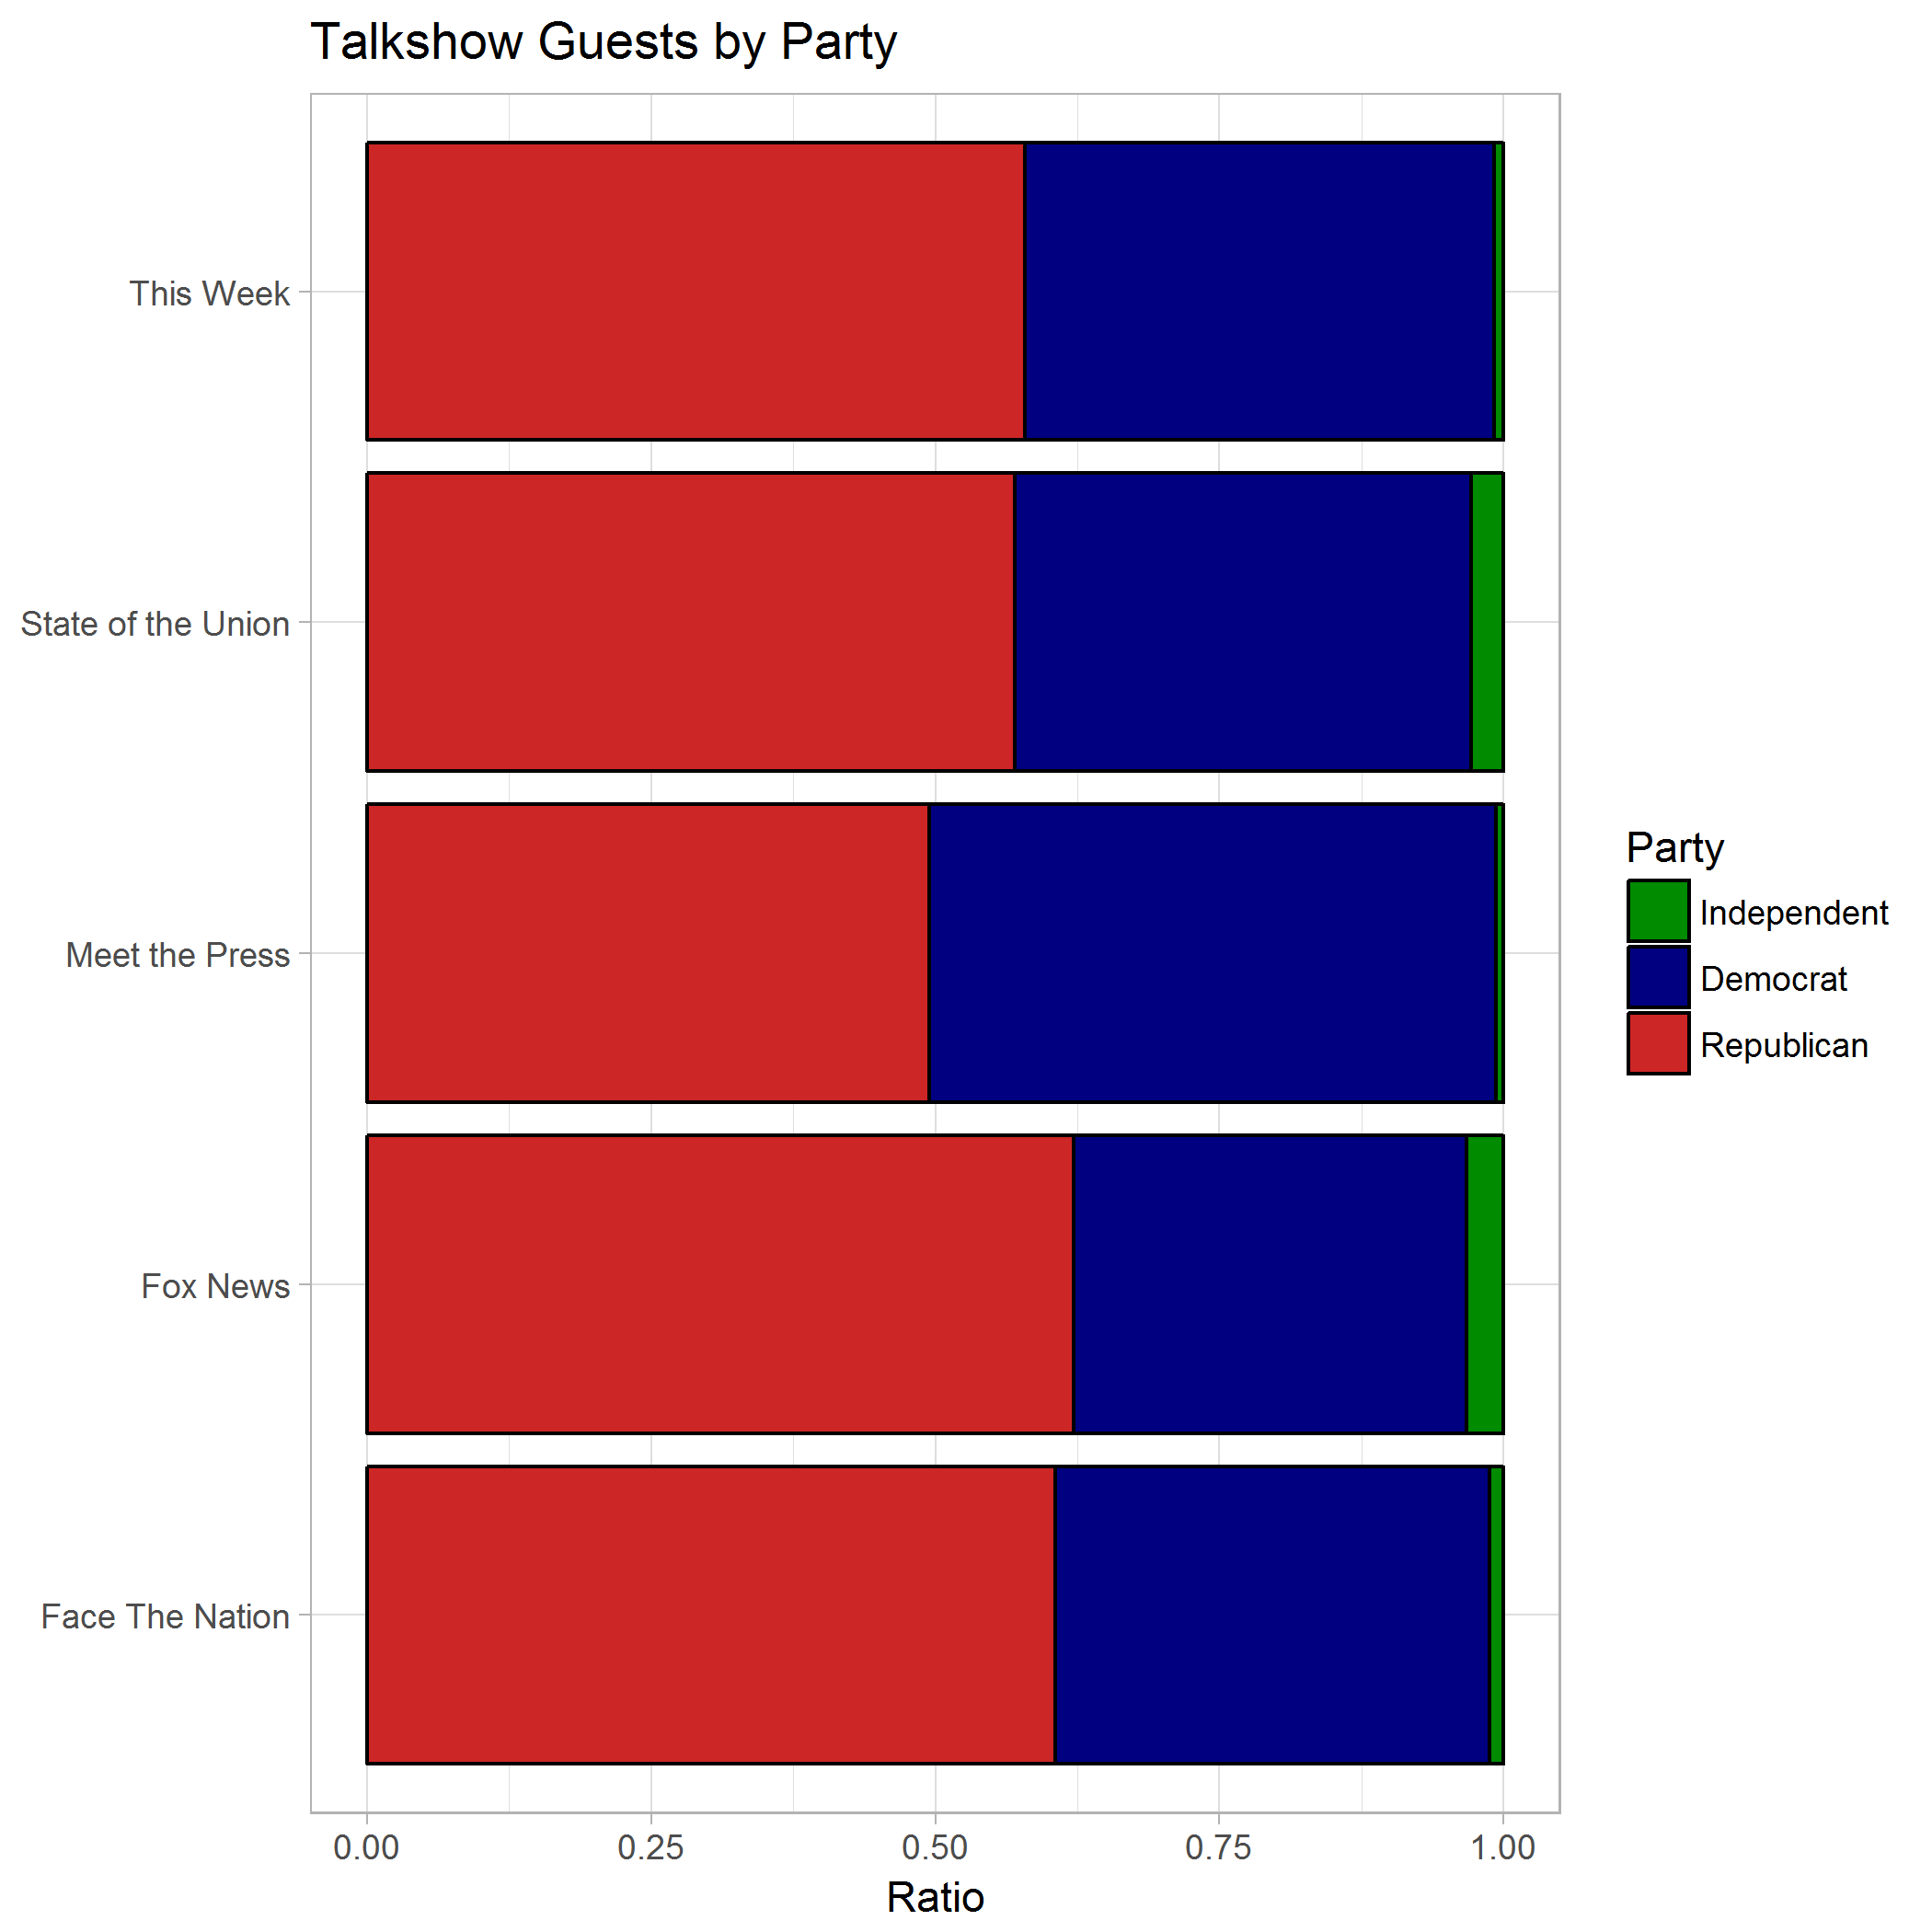 Talkshow Guests by Party
This Week
State of the Union
Meet the Press
Fox News
Face The Nation
0.00 0.25 0.50 0.75 1.00
Ratio
Party
Independent
Democrat
Republican